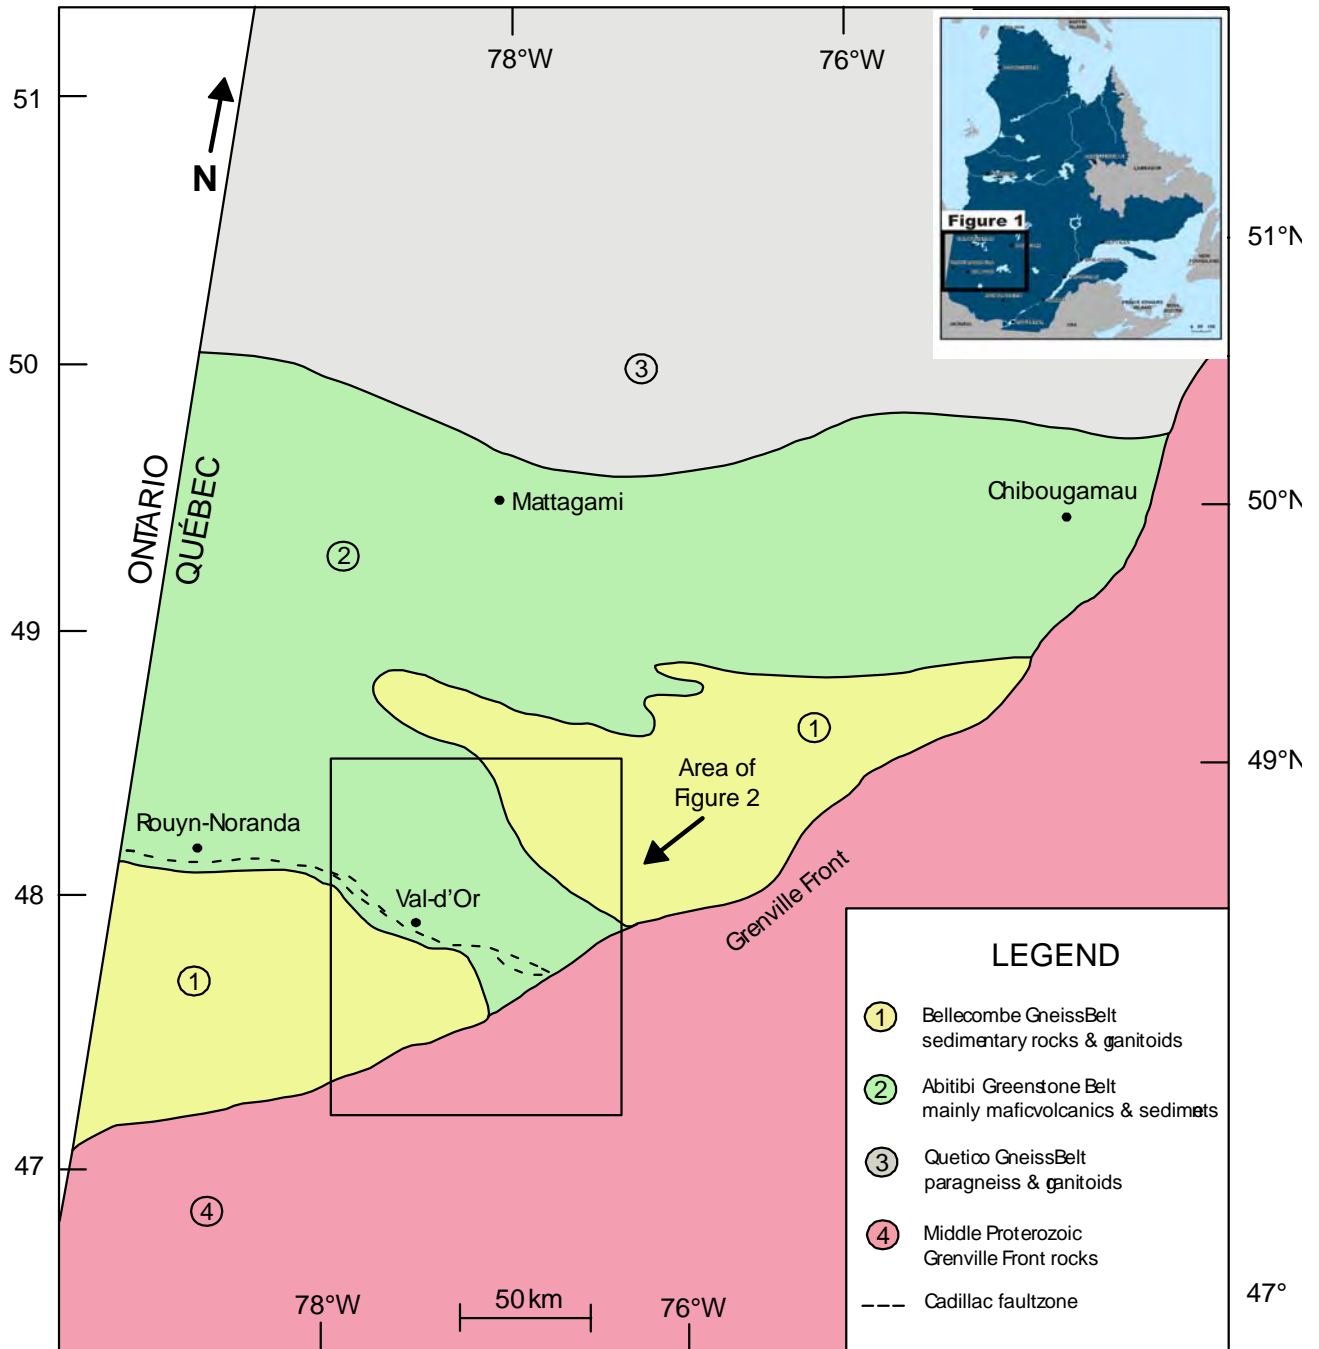 78°W
76°W
51
N
Figure 1
LABRADOR
51°N
50
3
ONTARIO
QUÉBEC
Mattagami
Chibougamau
50°N
2
49
1
Area of
Figure 2
49°N
Rouyn-Noranda
48
Val-d'Or
Grenville Front
1
LEGEND
1 Bellecombe Gneiss Belt
sedimentary rocks & granitoids
2 Abitibi Greenstone Belt
mainly mafic volcanics & sediments
3 Quetico Gneiss Belt
paragneiss & granitoids
4 Middle Proterozoic
Grenville Front rocks
Cadillac fault zone
47
4
78°W
50 km
76°W
47°